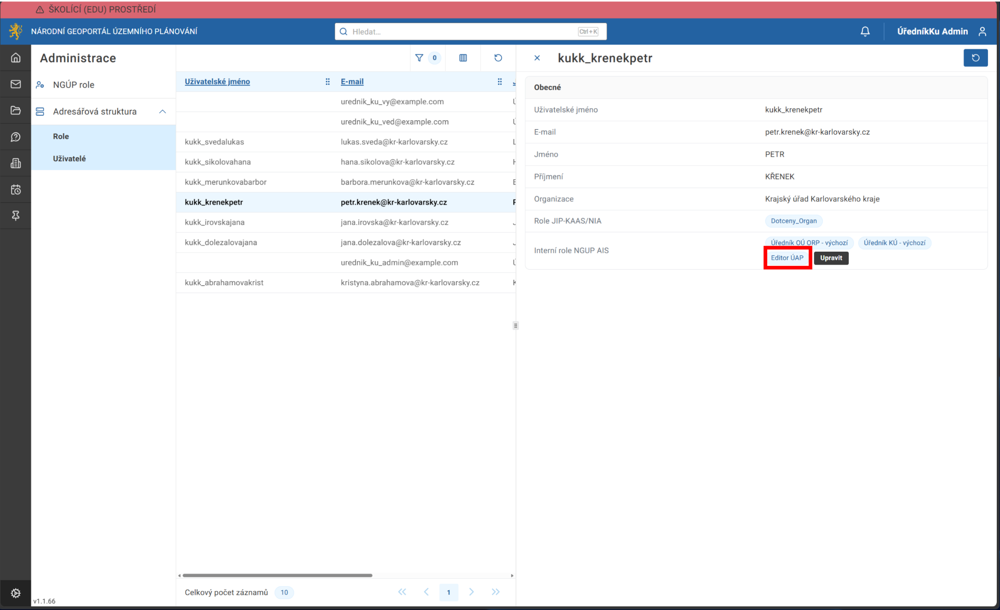 ŠKOLÍCÍ (EDU) PROSTŘEDÍ
NÁRODNÍ GEOPORTÁL ÚZEMNÍHO PLÁNOVÁNÍ
Hledat...
Ctrl+K
ÚředníkKu Admin
Administrace
NGÚP role
Adresářová struktura
Role
Uživatelé
v1.1.66
0
Uživatelské jméno E-mail
urednik_ku_vy@example.com
urednik_ku_ved@example.com
kukk_svedalukas lukas.sveda@kr-karlovarsky.cz
kukk_sikolovahana hana.sikolova@kr-karlovarsky.cz
kukk_merunkovabarbor barbora.merunkova@kr-karlovarsky.cz
kukk_krenekpetr petr.krenek@kr-karlovarsky.cz
kukk_irovskajana jana.irovska@kr-karlovarsky.cz
kukk_dolezalovajana jana.dolezalova@kr-karlovarsky.cz
urednik_ku_admin@example.com
kukk_abrahamovakrist kristyna.abrahamova@kr-karlovarsky.cz
Celkový počet záznamů 10
1
kukk_krenekpetr
Obecné
Uživatelské jméno kukk_krenekpetr
E-mail petr.krenek@kr-karlovarsky.cz
Jméno PETR
Příjmení KŘENEK
Organizace Krajský úřad Karlovarského kraje
Role JIP-KAAS/NIA Dotceny_Organ
Interní role NGUP AIS
Úředník OÚ ORP - výchozí Úředník KÚ - výchozí
Editor ÚAP Upravit